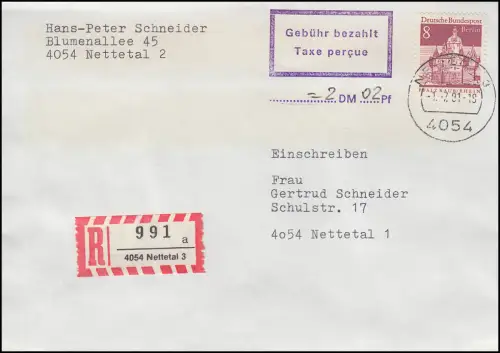 Hans-Peter Schneider
Blumenallee 45
4054 Nettetal 2
Gebühr bezahlt
Taxe perçue
= 2 DM 02 Pf
Deutsche Bundespost
8 Berlin
4054
Einschreiben
Frau
Gertrud Schneider
Schulstr. 17
4o54 Nettetal 1
R 991 a
4054 Nettetal 3